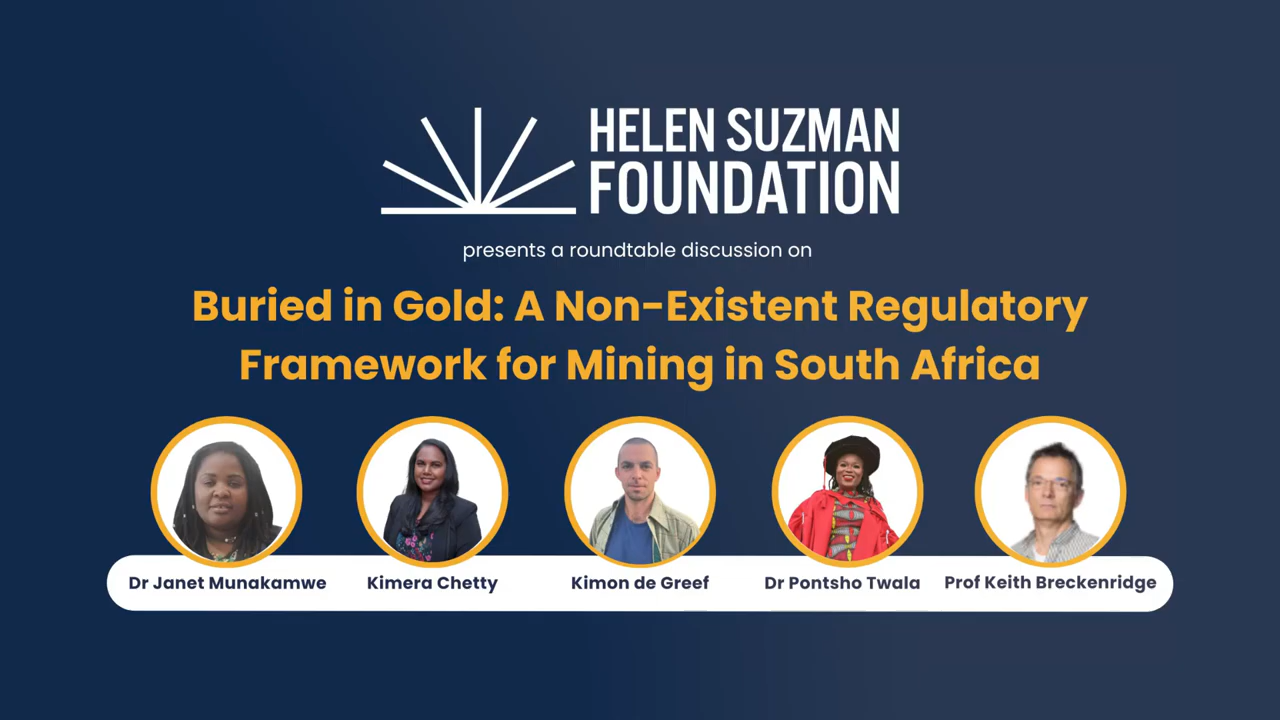 HELEN SUZMAN
FOUNDATION
presents a roundtable discussion on
Buried in Gold: A Non-Existent Regulatory
Framework for Mining in South Africa
Dr Janet Munakamwe
Kimera Chetty
Kimon de Greef
Dr Pontsho Twala
Prof Keith Breckenridge